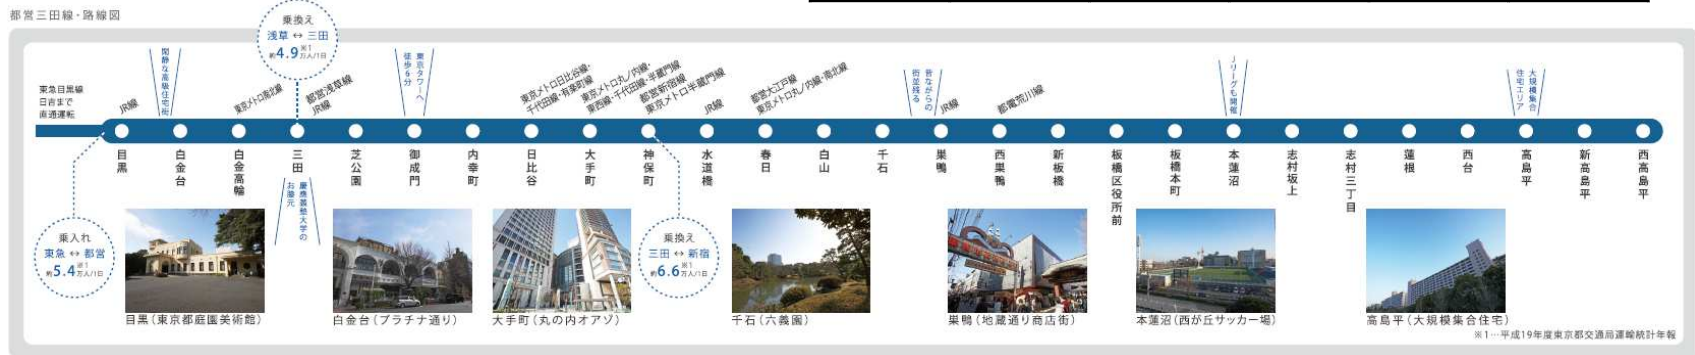 都営三田線・路線図
乗換え
浅草 ↔ 三田
約4.9※1万人/1日
東急目黒線
日吉まで
直通運転
JR線
閑静な高級住宅街
東京メトロ南北線
都営浅草線
JR線
東京タワーへ
徒歩6分
東京メトロ日比谷線・
千代田線・有楽町線
東京メトロ丸ノ内線・
東西線・千代田線・半蔵門線
都営新宿線
東京メトロ半蔵門線
JR線
都営大江戸線
東京メトロ丸ノ内線・南北線
昔ながらの
街並残る
JR線
都電荒川線
Jリーグも開催
大規模集合
住宅エリア
目黒
白金台
白金高輪
三田
芝公園
御成門
内幸町
日比谷
大手町
神保町
水道橋
春日
白山
千石
巣鴨
西巣鴨
新板橋
板橋区役所前
板橋本町
本蓮沼
志村坂上
志村三丁目
蓮根
西台
高島平
新高島平
西高島平
慶應義塾大学の
お膝元
乗入れ
東急 ↔ 都営
約5.4※1万人/1日
乗換え
三田 ↔ 新宿
約6.6※1万人/1日
目黒(東京都庭園美術館)
白金台(プラチナ通り)
大手町(丸の内オアゾ)
千石(六義園)
巣鴨(地蔵通り商店街)
本蓮沼(西が丘サッカー場)
高島平(大規模集合住宅)
※1…平成19年度東京都交通局運輸統計年報